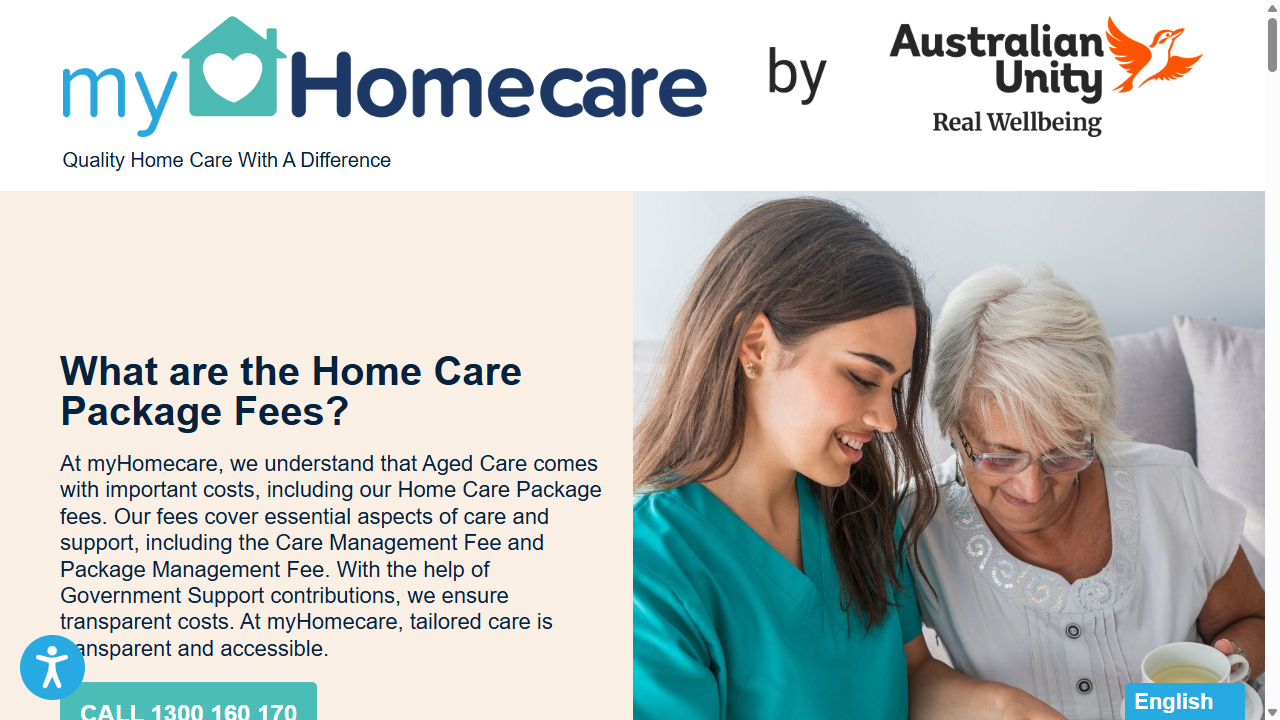 myHomecare
by
Australian
Unity
Real Wellbeing
Quality Home Care With A Difference
What are the Home Care
Package Fees?
At myHomecare, we understand that Aged Care comes
with important costs, including our Home Care Package
fees. Our fees cover essential aspects of care and
support, including the Care Management Fee and
Package Management Fee. With the help of
Government Support contributions, we ensure
transparent costs. At myHomecare, tailored care is
transparent and accessible.
CALL 1300 160 170
English